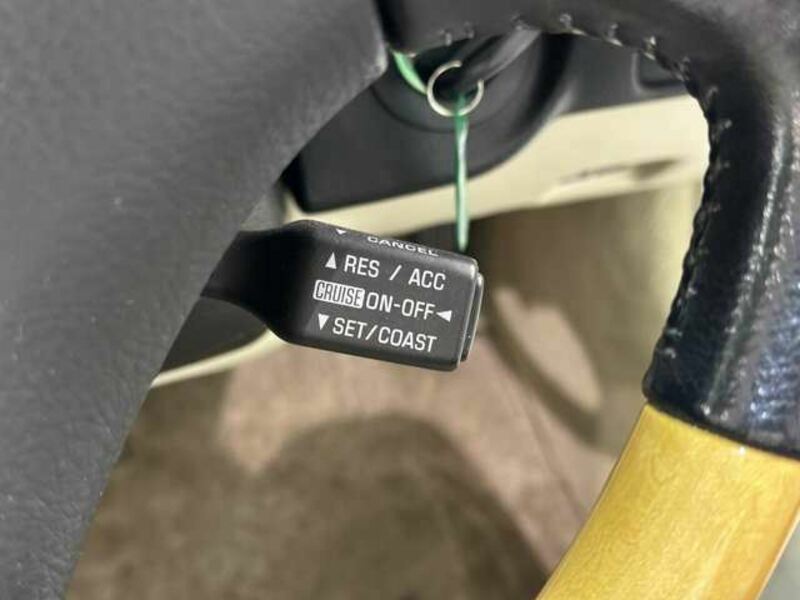 CANCEL
RES / ACC
CRUISE ON-OFF
SET/COAST